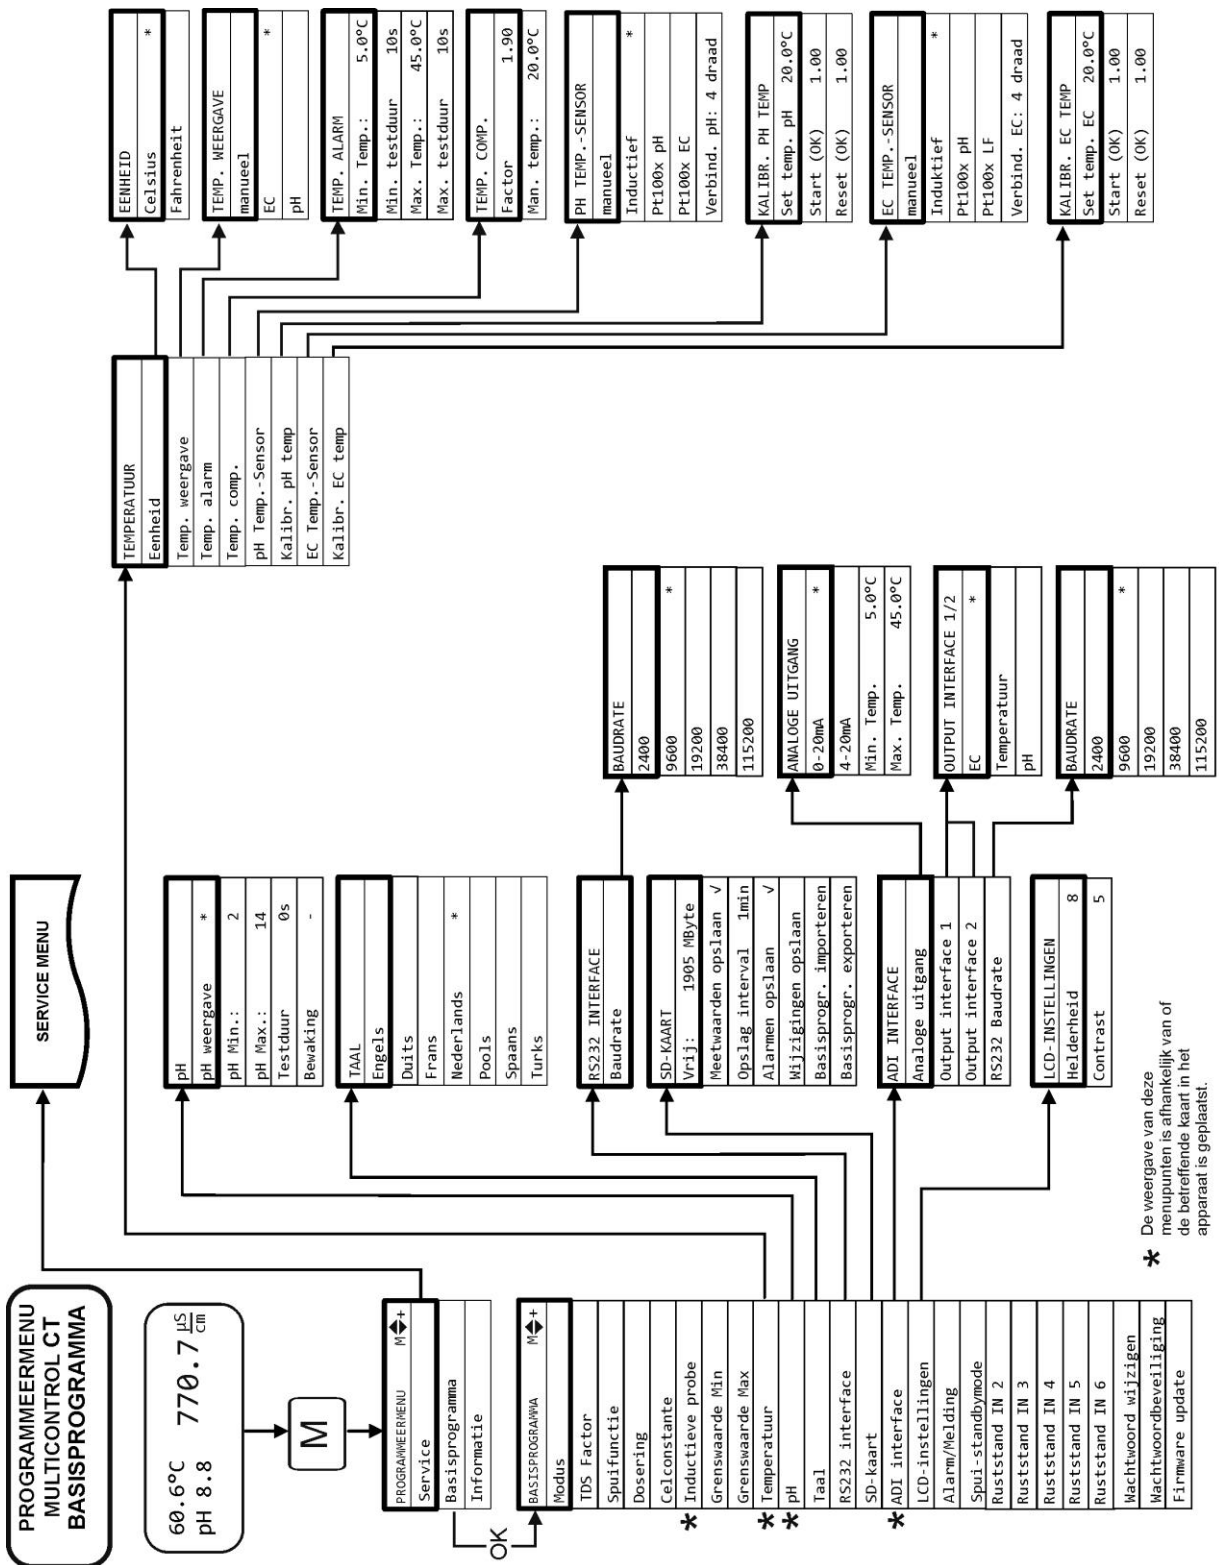 PROGRAMMEERMENU
MULTICONTROL CT
BASISPROGRAMMA
60.6°C 770.7 µS/cm
pH 8.8
M
PROGRAMMEERMENU M +
Service
Basisprogramma
Informatie
OK
BASISPROGRAMMA M +
Modus
TDS Factor
Spuifunctie
Dosering
Celconstante
* Inductieve probe
Grenswaarde Min
Grenswaarde Max
* Temperatuur
* pH
Taal
RS232 interface
SD-kaart
* ADI interface
LCD-instellingen
Alarm/Melding
Spui-standbymode
Ruststand IN 2
Ruststand IN 3
Ruststand IN 4
Ruststand IN 5
Ruststand IN 6
Wachtwoord wijzigen
Wachtwoordbeveiliging
Firmware update
SERVICE MENU
pH
pH weergave *
pH Min.: 2
pH Max.: 14
Testduur 0s
Bewaking -
TAAL
Engels
Duits
Frans
Nederlands *
Pools
Spaans
Turks
RS232 INTERFACE
Baudrate
SD-KAART
Vrij: 1905 MByte
Meetwaarden opslaan √
Opslag interval 1min
Alarmen opslaan √
Wijzigingen opslaan
Basisprogr. importeren
Basisprogr. exporteren
ADI INTERFACE
Analoge uitgang
Output interface 1
Output interface 2
RS232 Baudrate
LCD-INSTELLINGEN
Helderheid 8
Contrast 5
* De weergave van deze
menupunten is afhankelijk van of
de betreffende kaart in het
apparaat is geplaatst.
BAUDRATE
2400
9600 *
19200
38400
115200
ANALOGE UITGANG
0-20mA *
4-20mA
Min. Temp. 5.0°C
Max. Temp. 45.0°C
OUTPUT INTERFACE 1/2
EC *
Temperatuur
pH
BAUDRATE
2400
9600 *
19200
38400
115200
TEMPERATUUR
Eenheid
Temp. weergave
Temp. alarm
Temp. comp.
pH Temp.-Sensor
Kalibr. pH temp
EC Temp.-Sensor
Kalibr. EC temp
EENHEID
Celsius *
Fahrenheit
TEMP. WEERGAVE
manueel
EC *
pH
TEMP. ALARM
Min. Temp.: 5.0°C
Min. testduur 10s
Max. Temp.: 45.0°C
Max. testduur 10s
TEMP. COMP.
Factor 1.90
Man. temp.: 20.0°C
PH TEMP.-SENSOR
manueel
Inductief *
Pt100x pH
Pt100x EC
Verbind. pH: 4 draad
KALIBR. PH TEMP
Set temp. pH 20.0°C
Start (OK) 1.00
Reset (OK) 1.00
EC TEMP.-SENSOR
manueel
Induktief *
Pt100x pH
Pt100x LF
Verbind. EC: 4 draad
KALIBR. EC TEMP
Set temp. EC 20.0°C
Start (OK) 1.00
Reset (OK) 1.00